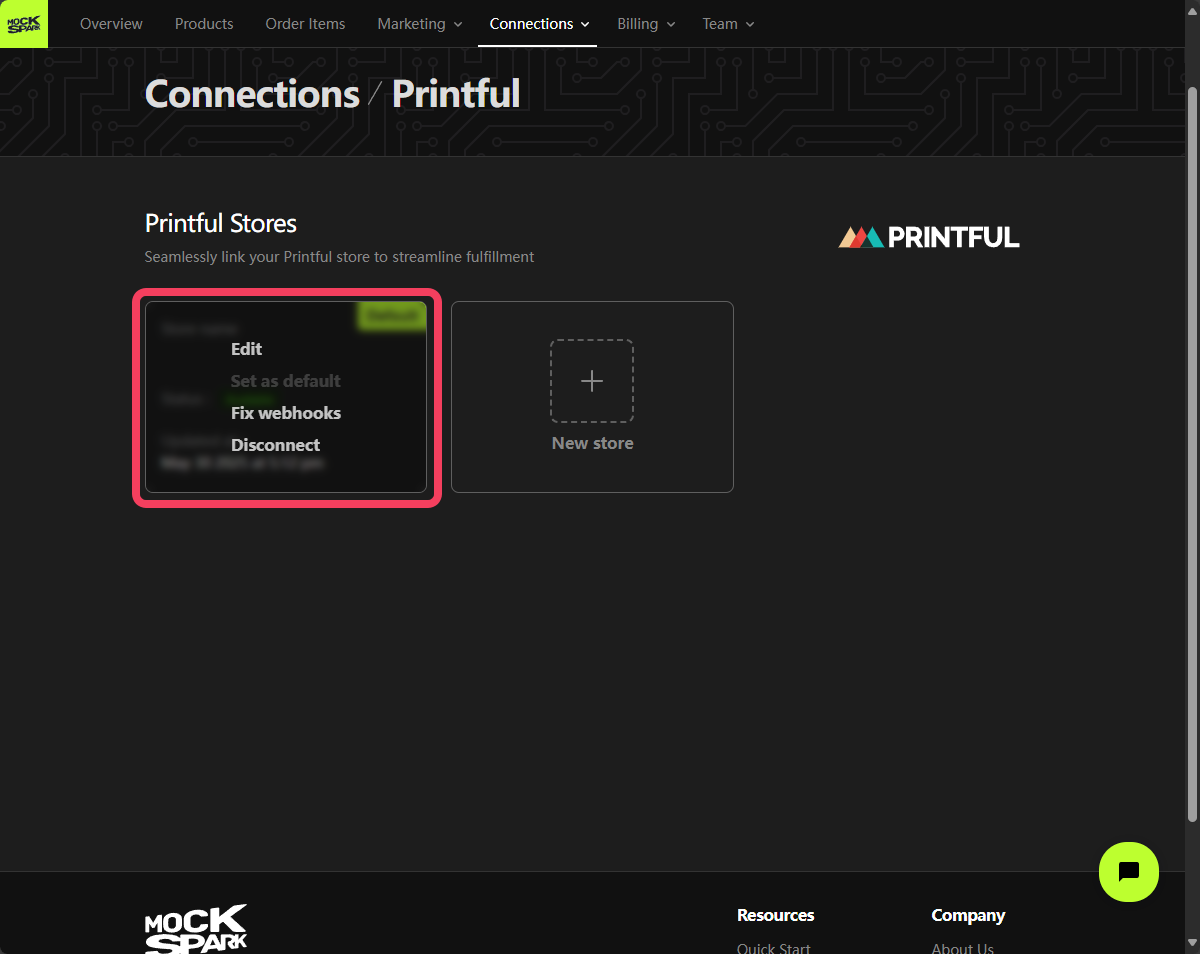 MOCK
SPARK
Overview
Products
Order Items
Marketing
Connections
Billing
Team
Connections / Printful
Printful Stores
Seamlessly link your Printful store to streamline fulfillment
PRINTFUL
Default
Store name
Edit
Set as default
Fix webhooks
Disconnect
New store
MOCK
SPARK
Resources
Company
Quick Start
About Us